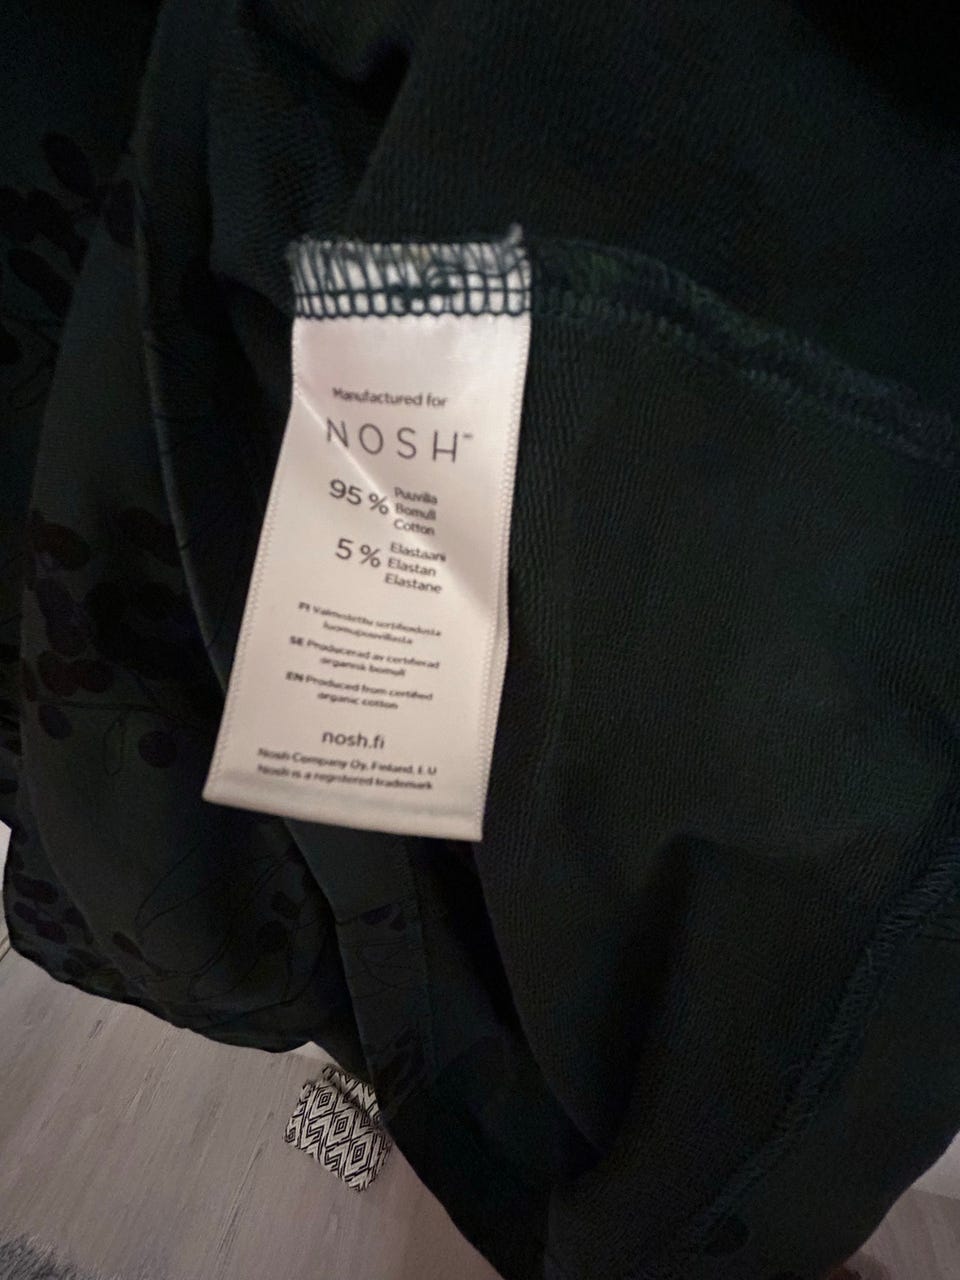 Manufactured for
NOSH™
95 % Puuvilla
Bomull
Cotton
5 % Elastaani
Elastan
Elastane
FI Valmistettu sertifioidusta
luomupuuvillasta
SE Producerad av certifierad
organisk bomull
EN Produced from certified
organic cotton
nosh.fi
Nosh Company Oy, Finland, E U
Nosh is a registered trademark